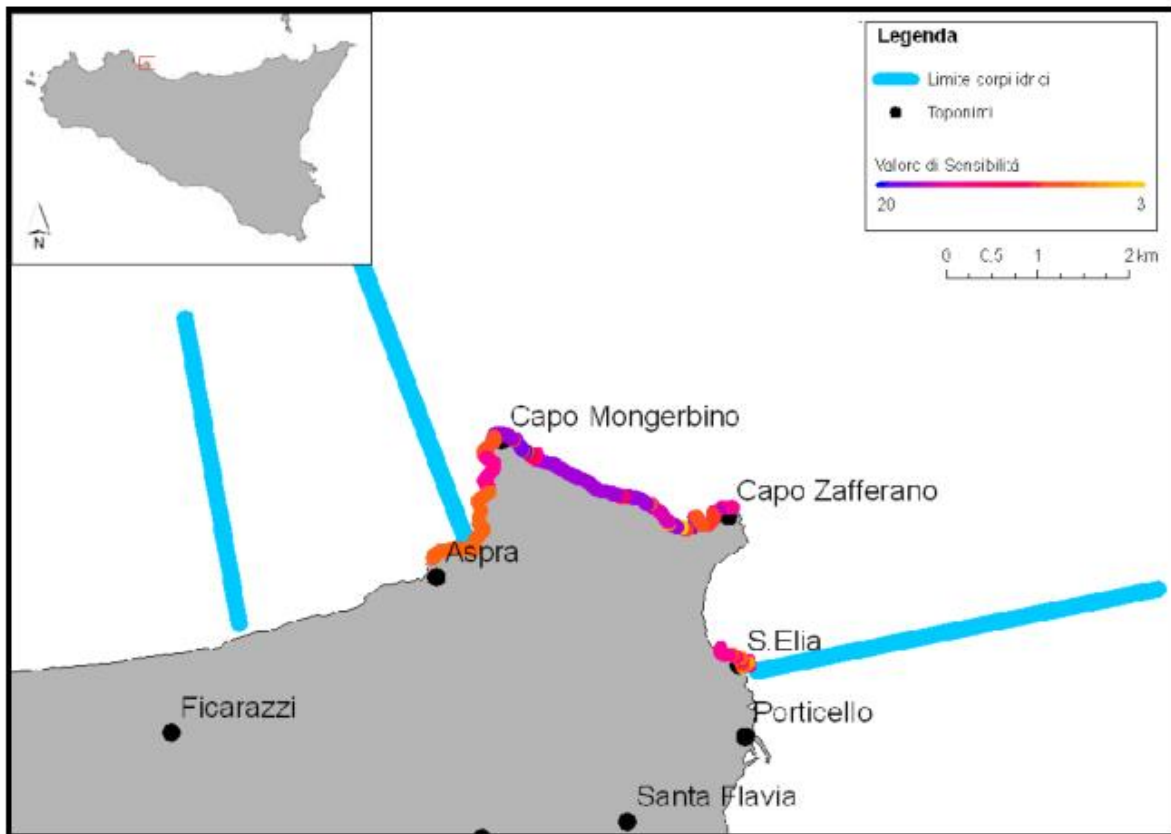 N
Legenda
Limite corpi idrici
Toponimi
Valore di Sensibilità
20 3
0 0.5 1 2 km
Capo Mongerbino
Capo Zafferano
Aspra
S.Elia
Ficarazzi
Porticello
Santa Flavia